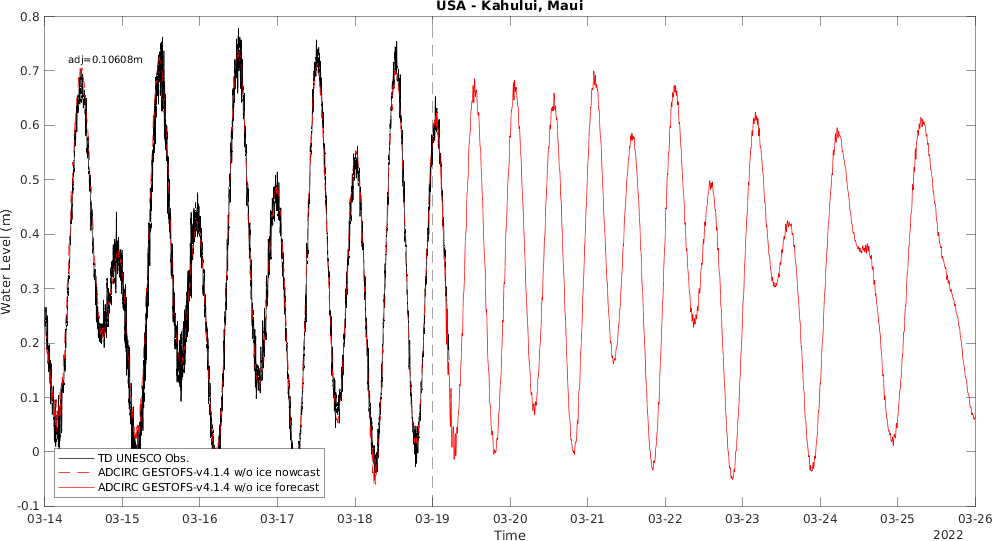 USA - Kahului, Maui
0.8
0.7
0.6
0.5
0.4
0.3
0.2
0.1
0
-0.1
Water Level (m)
adj=0.10608m
TD UNESCO Obs.
ADCIRC GESTOFS-v4.1.4 w/o ice nowcast
ADCIRC GESTOFS-v4.1.4 w/o ice forecast
03-14 03-15 03-16 03-17 03-18 03-19 03-20 03-21 03-22 03-23 03-24 03-25 03-26
Time
2022